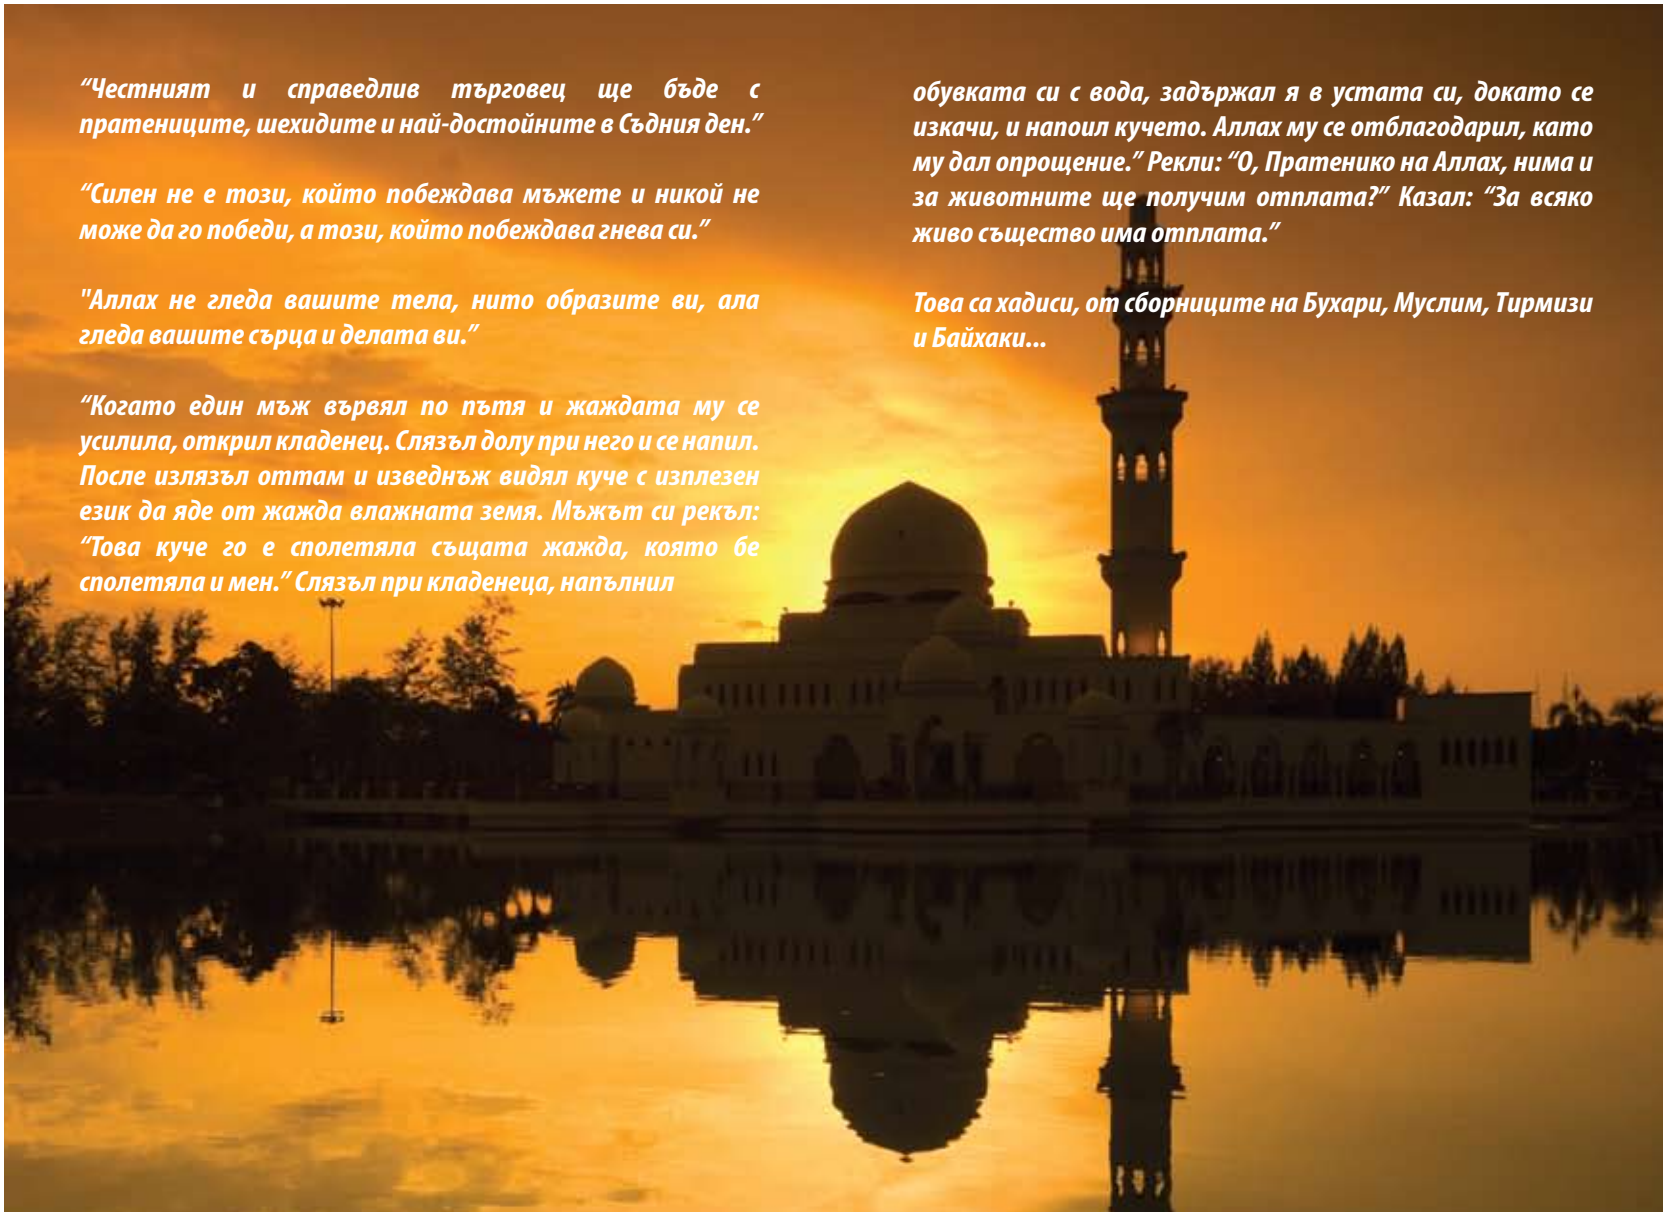 “Честният и справедлив търговец ще бъде с
пратениците, шехидите и най-достойните в Съдния ден.”
“Силен не е този, който побеждава мъжете и никой не
може да го победи, а този, който побеждава гнева си.”
"Аллах не гледа вашите тела, нито образите ви, ала
гледа вашите сърца и делата ви.”
“Когато един мъж вървял по пътя и жаждата му се
усилила, открил кладенец. Слязъл долу при него и се напил.
После излязъл оттам и изведнъж видял куче с изплезен
език да яде от жажда влажната земя. Мъжът си рекъл:
“Това куче го е сполетяла същата жажда, която бе
сполетяла и мен.” Слязъл при кладенеца, напълнил
обувката си с вода, задържал я в устата си, докато се
изкачи, и напоил кучето. Аллах му се отблагодарил, като
му дал опрощение.” Рекли: “О, Пратенико на Аллах, нима и
за животните ще получим отплата?” Казал: “За всяко
живо същество има отплата.”
Това са хадиси, от сборниците на Бухари, Муслим, Тирмизи
и Байхаки...